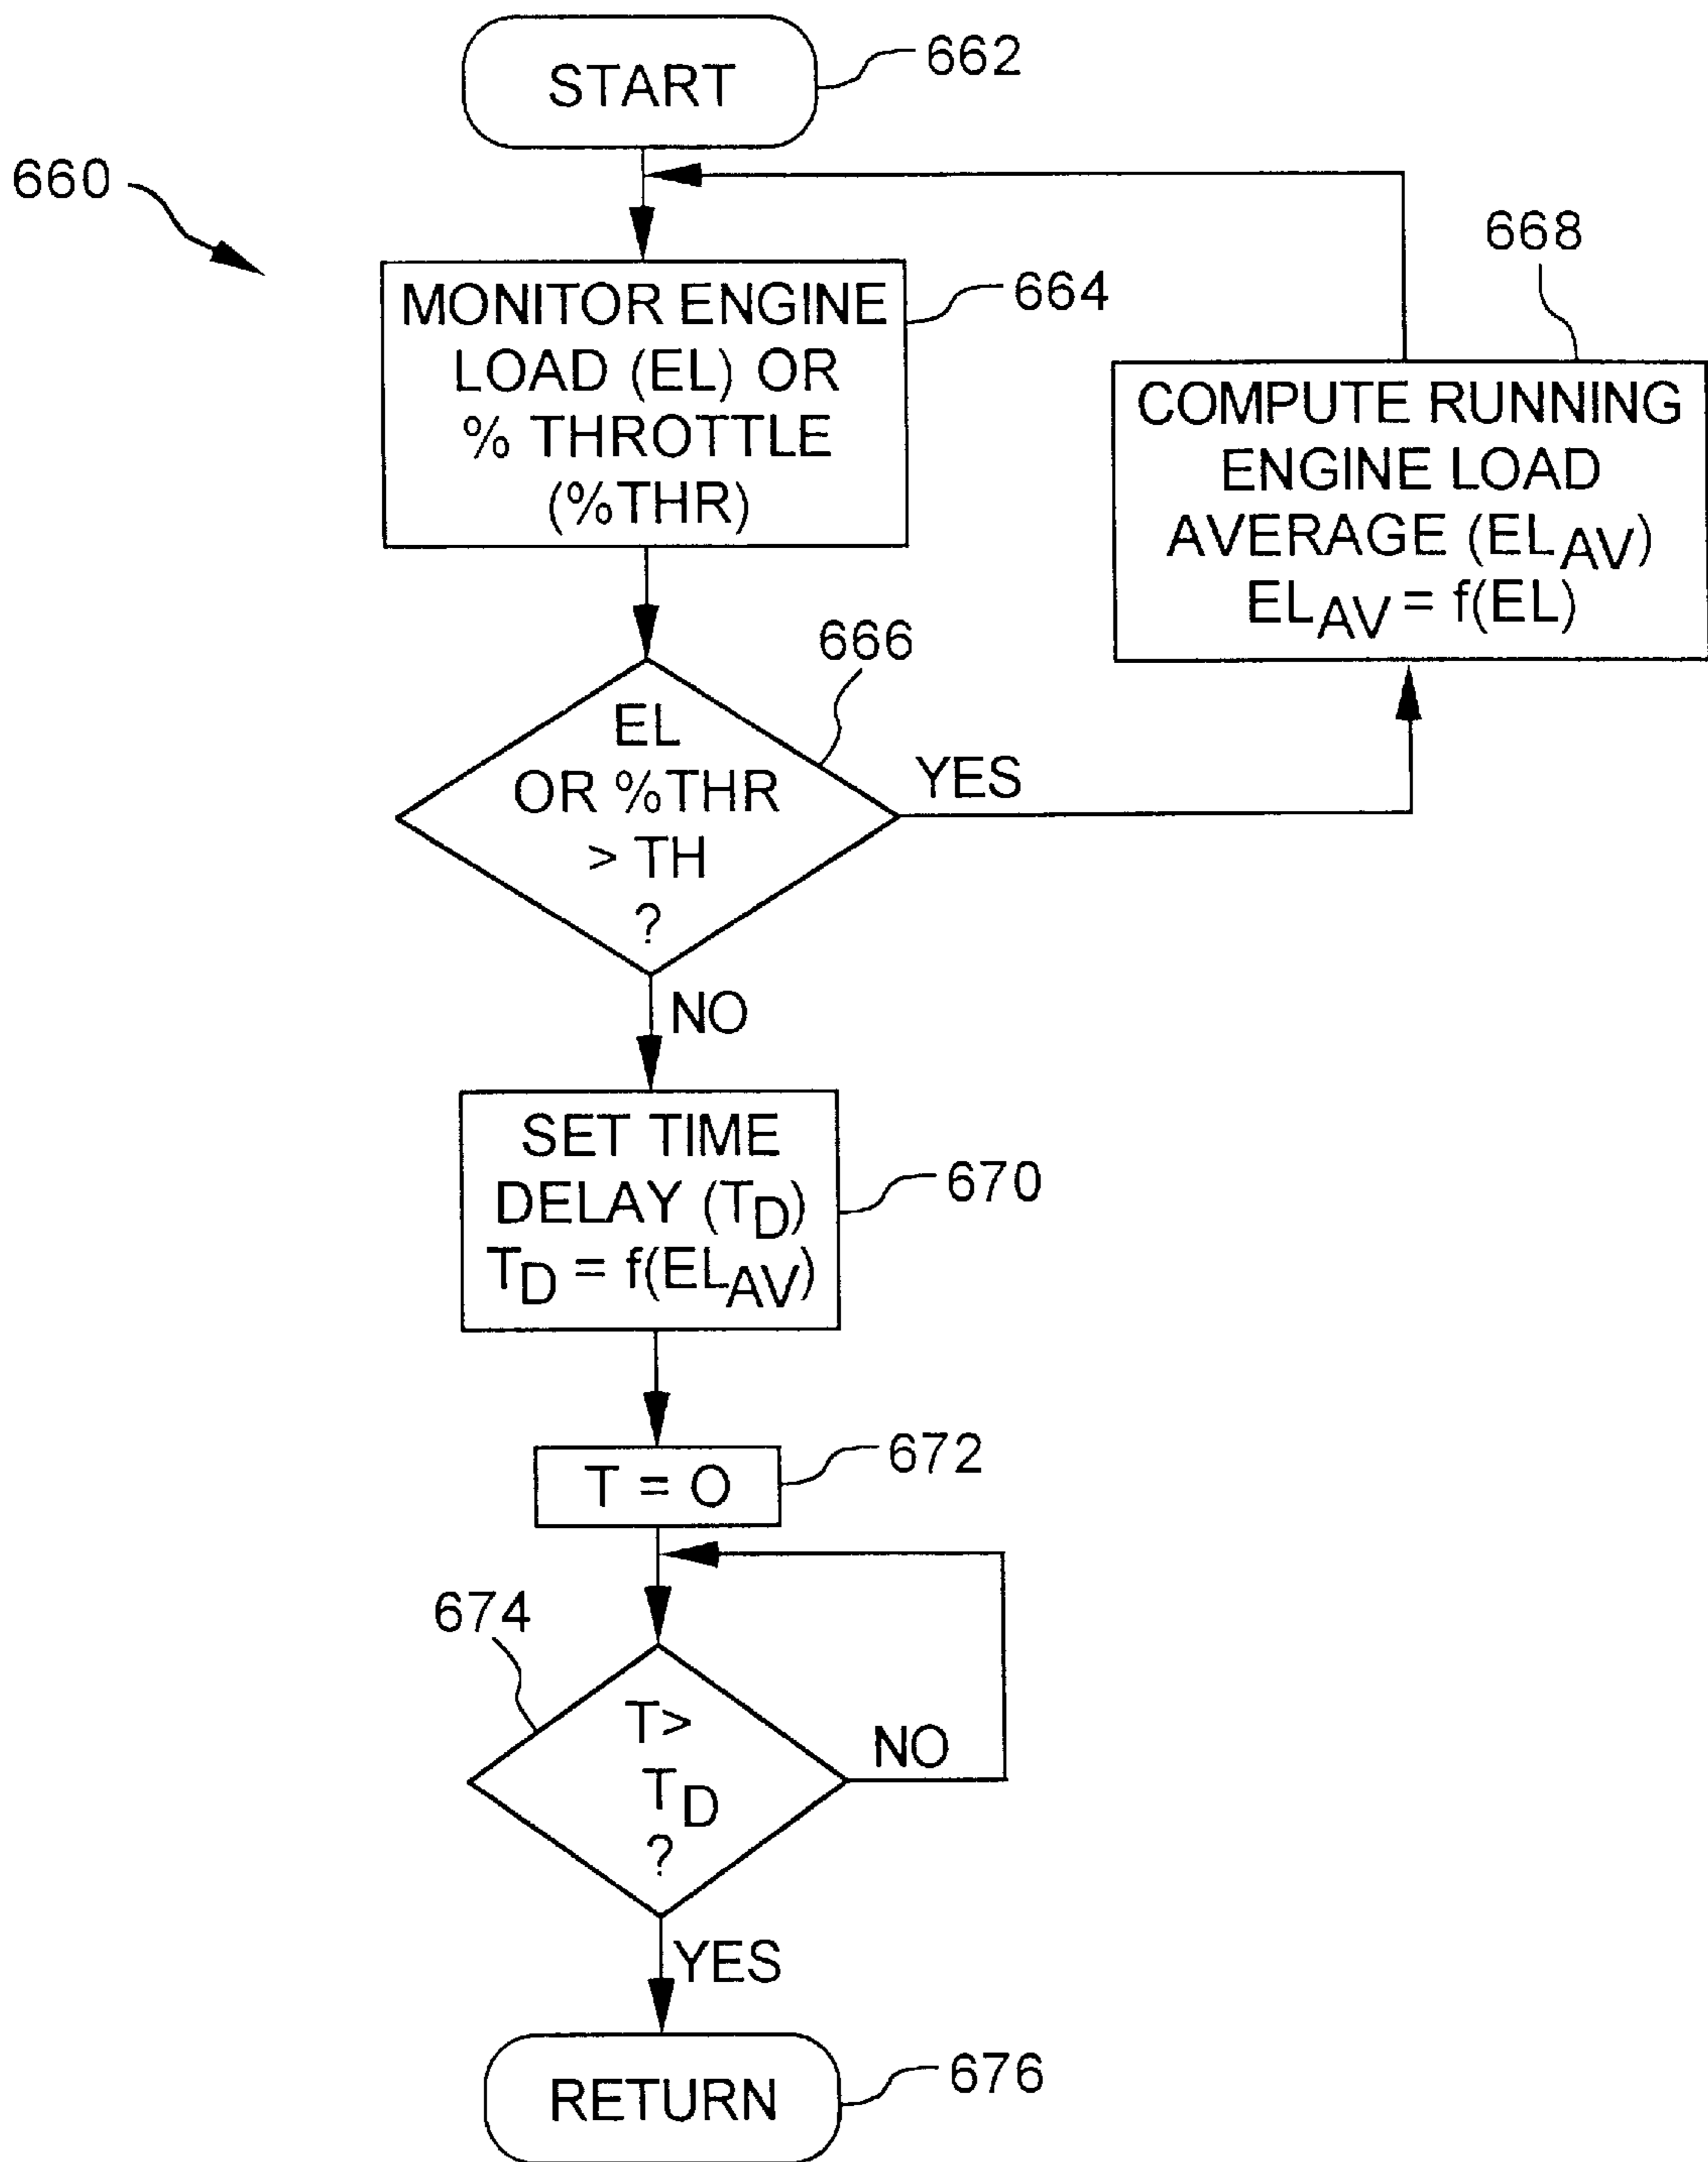 START
662
660
MONITOR ENGINE
LOAD (EL) OR
% THROTTLE
(%THR)
664
668
COMPUTE RUNNING
ENGINE LOAD
AVERAGE (ELAV)
ELAV = f(EL)
666
EL
OR %THR
> TH
?
YES
NO
SET TIME
DELAY (TD)
TD = f(ELAV)
670
T = O
672
674
T>
TD
?
NO
YES
RETURN
676